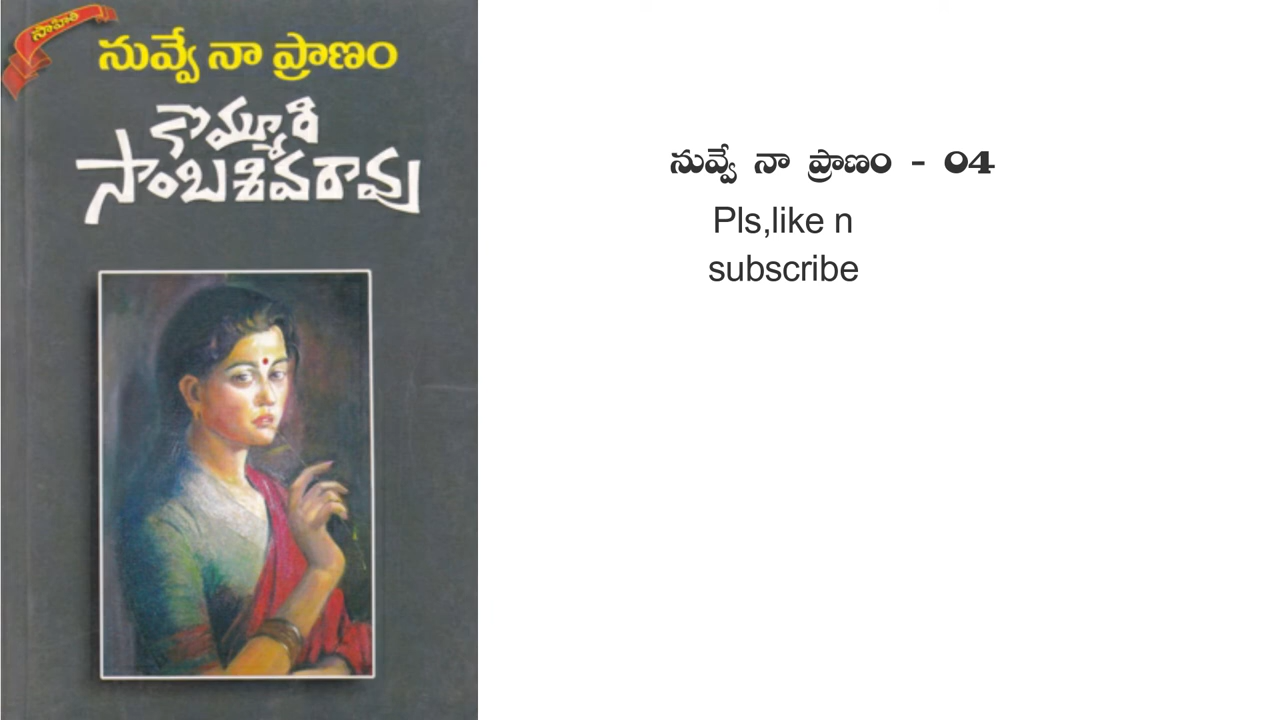 సాహితి
నువ్వే నా ప్రాణం
కొమ్మూరి
సాంబశివరావు
నువ్వే నా ప్రాణం - 04
Pls,like n
subscribe